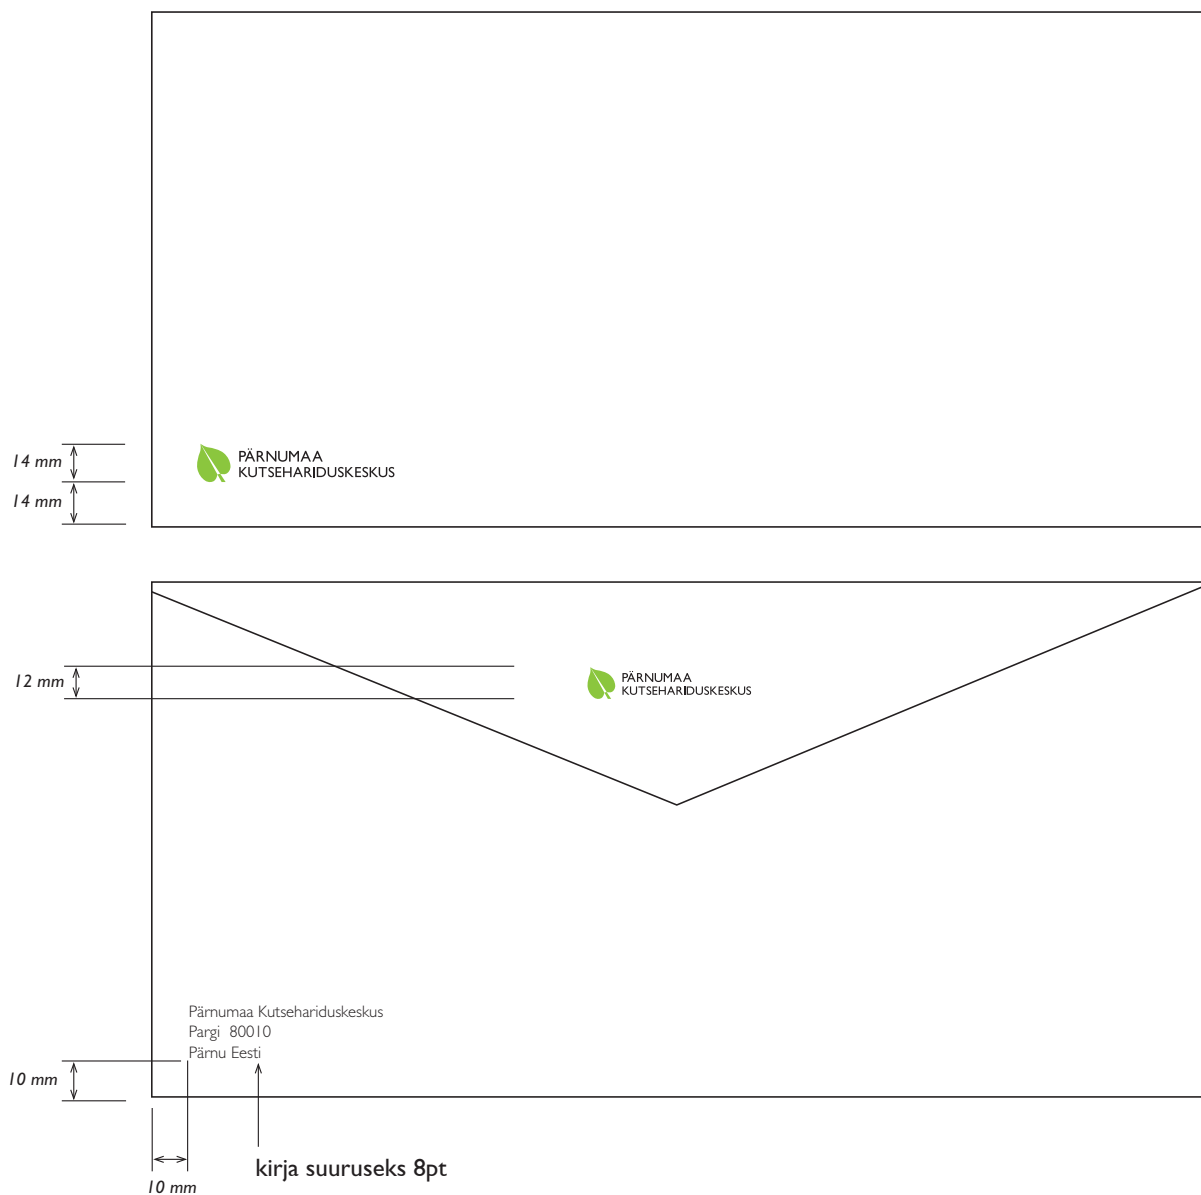 14 mm
14 mm
PÄRNUMAA
KUTSEHARIDUSKESKUS
12 mm
PÄRNUMAA
KUTSEHARIDUSKESKUS
Pärnumaa Kutsehariduskeskus
Pargi 80010
Pärnu Eesti
10 mm
kirja suuruseks 8pt
10 mm